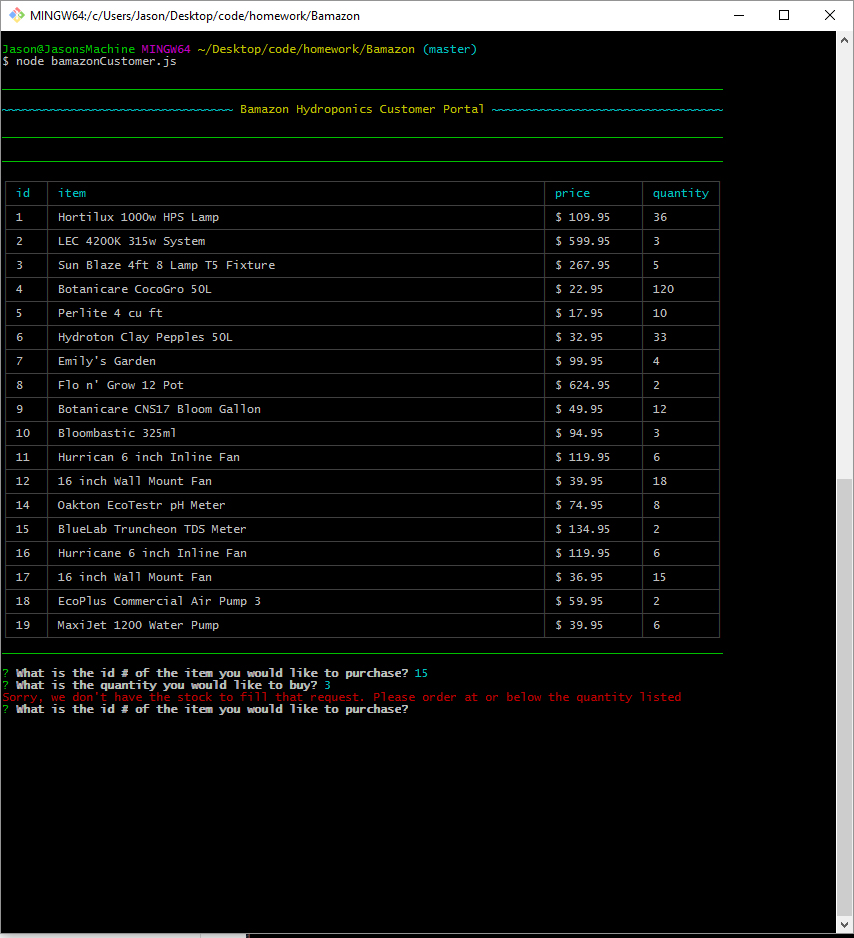 MINGW64:/c/Users/Jason/Desktop/code/homework/Bamazon
Jason@JasonsMachine MINGW64 ~/Desktop/code/homework/Bamazon (master)
$ node bamazonCustomer.js
~~~~~~~~~~~~~~~~~~~~~~~~~~~~~~~~~ Bamazon Hydroponics Customer Portal ~~~~~~~~~~~~~~~~~~~~~~~~~~~~~~~~~
id item price quantity
1 Hortilux 1000w HPS Lamp $ 109.95 36
2 LEC 4200K 315w System $ 599.95 3
3 Sun Blaze 4ft 8 Lamp T5 Fixture $ 267.95 5
4 Botanicare CocoGro 50L $ 22.95 120
5 Perlite 4 cu ft $ 17.95 10
6 Hydroton Clay Pepples 50L $ 32.95 33
7 Emily's Garden $ 99.95 4
8 Flo n' Grow 12 Pot $ 624.95 2
9 Botanicare CNS17 Bloom Gallon $ 49.95 12
10 Bloombastic 325ml $ 94.95 3
11 Hurrican 6 inch Inline Fan $ 119.95 6
12 16 inch Wall Mount Fan $ 39.95 18
14 Oakton EcoTestr pH Meter $ 74.95 8
15 BlueLab Truncheon TDS Meter $ 134.95 2
16 Hurricane 6 inch Inline Fan $ 119.95 6
17 16 inch Wall Mount Fan $ 36.95 15
18 EcoPlus Commercial Air Pump 3 $ 59.95 2
19 MaxiJet 1200 Water Pump $ 39.95 6
? What is the id # of the item you would like to purchase? 15
? What is the quantity you would like to buy? 3
Sorry, we don't have the stock to fill that request. Please order at or below the quantity listed
? What is the id # of the item you would like to purchase?